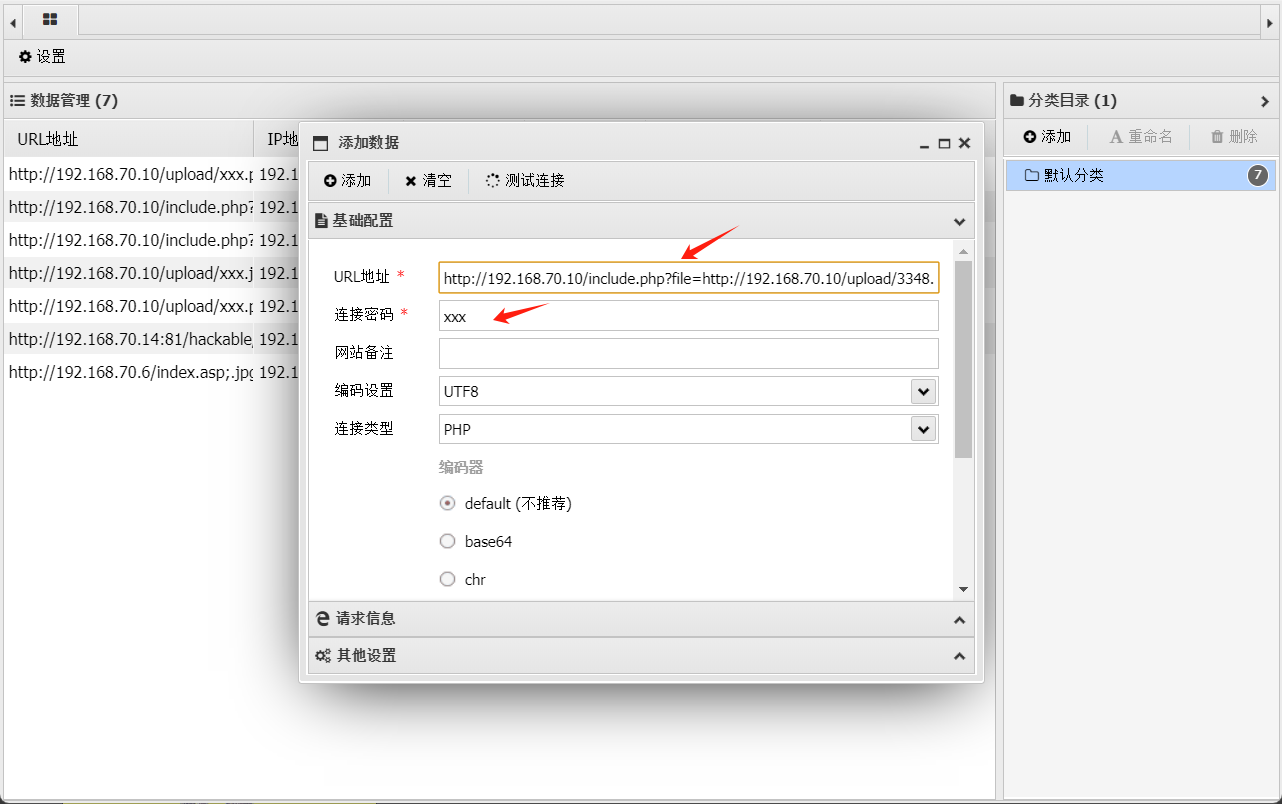 设置
数据管理 (7)
URL地址 IP地
http://192.168.70.10/upload/xxx.p 192.1
http://192.168.70.10/include.php? 192.1
http://192.168.70.10/include.php? 192.1
http://192.168.70.10/upload/xxx.j 192.1
http://192.168.70.10/upload/xxx.p 192.1
http://192.168.70.14:81/hackable, 192.1
http://192.168.70.6/index.asp;.jpg 192.1
添加数据
添加 清空 测试连接
基础配置
URL地址 * http://192.168.70.10/include.php?file=http://192.168.70.10/upload/3348.
连接密码 * xxx
网站备注
编码设置 UTF8
连接类型 PHP
编码器
default (不推荐)
base64
chr
请求信息
其他设置
分类目录 (1)
添加 重命名 删除
默认分类 7